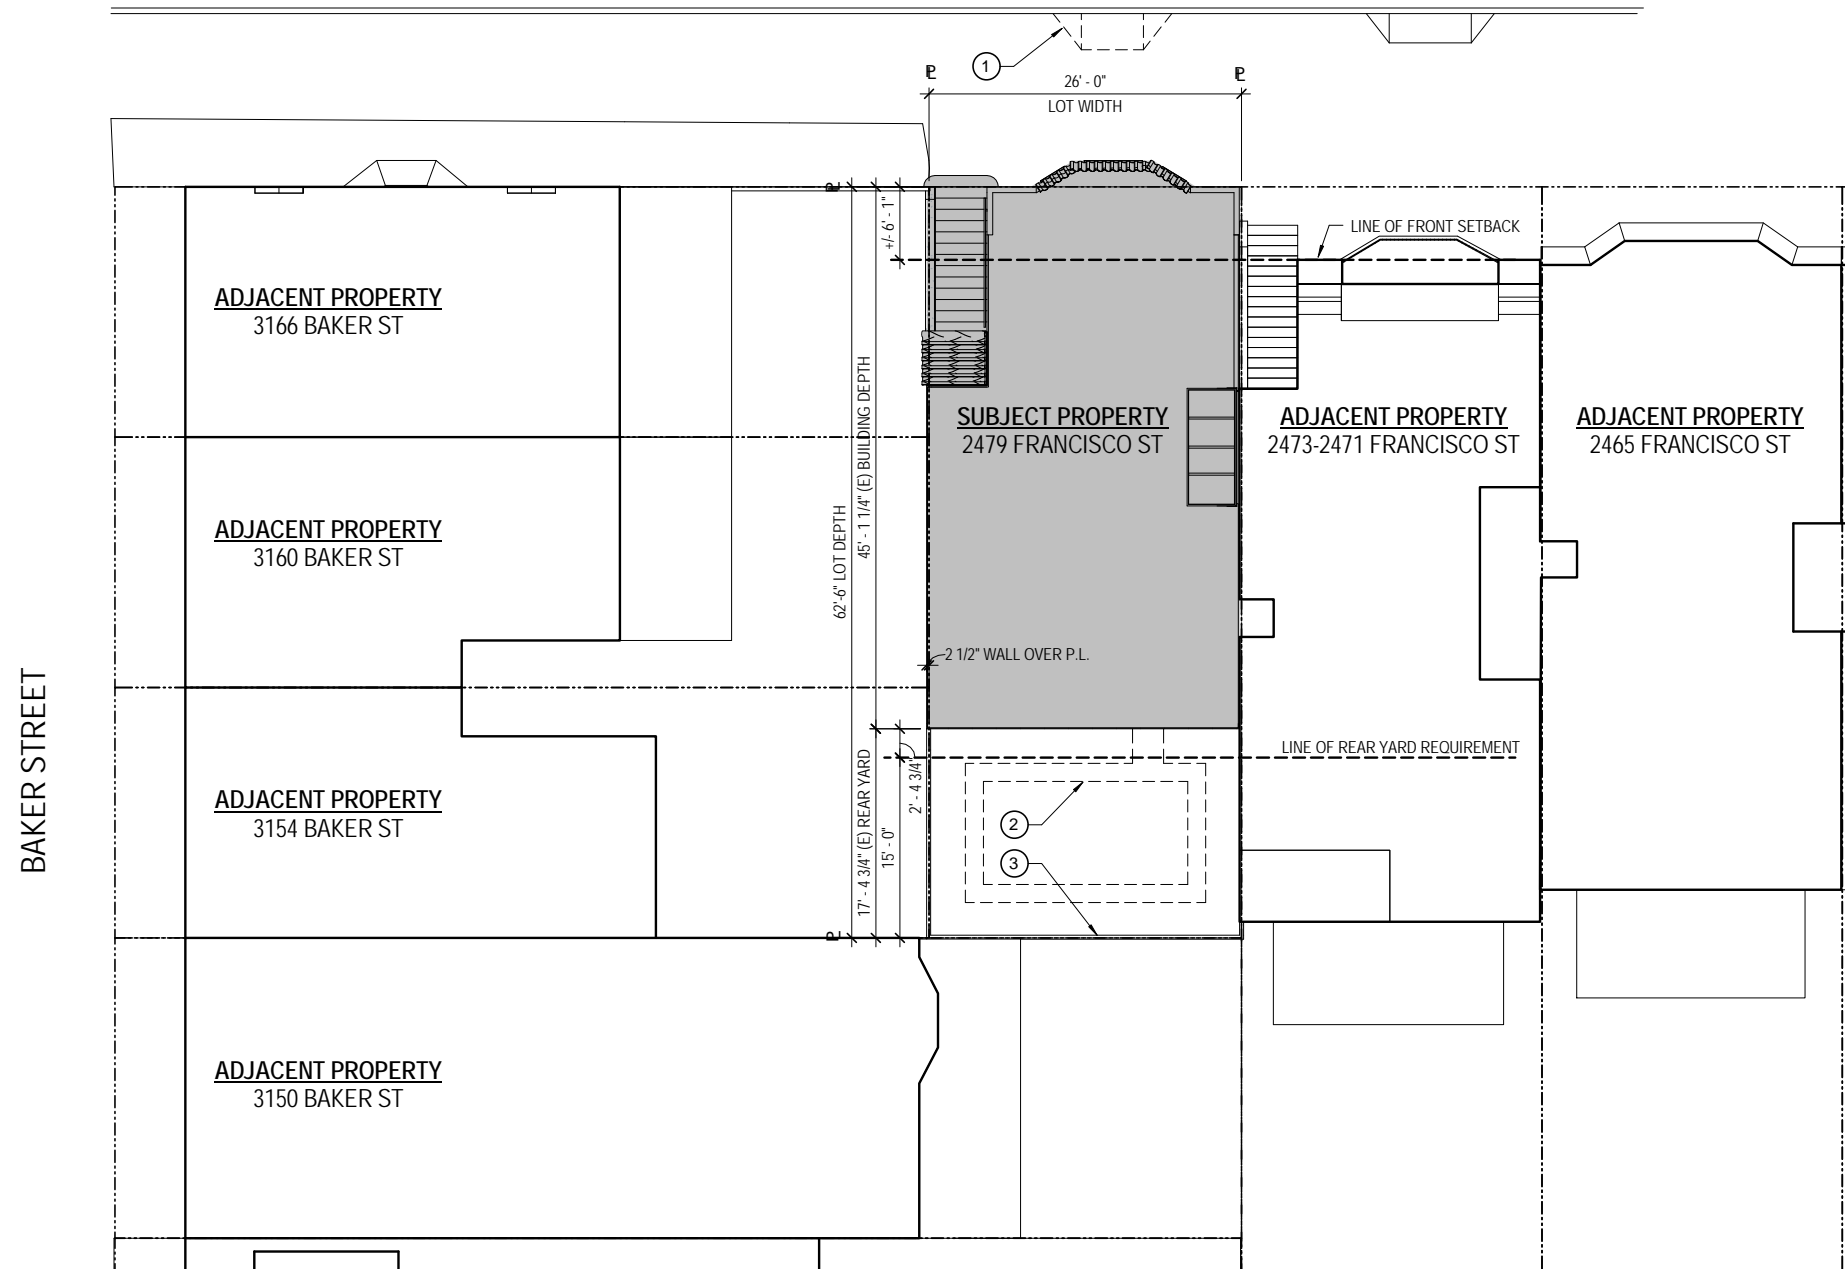 1
PL
PL
26' - 0"
LOT WIDTH
PL
+/- 6' - 1"
LINE OF FRONT SETBACK
ADJACENT PROPERTY
3166 BAKER ST
SUBJECT PROPERTY
2479 FRANCISCO ST
ADJACENT PROPERTY
2473-2471 FRANCISCO ST
ADJACENT PROPERTY
2465 FRANCISCO ST
45' - 1 1/4" (E) BUILDING DEPTH
62'-6" LOT DEPTH
ADJACENT PROPERTY
3160 BAKER ST
2 1/2" WALL OVER P.L.
BAKER STREET
LINE OF REAR YARD REQUIREMENT
17' - 4 3/4" (E) REAR YARD
2' - 4 3/4"
15' - 0"
ADJACENT PROPERTY
3154 BAKER ST
2
3
PL
ADJACENT PROPERTY
3150 BAKER ST